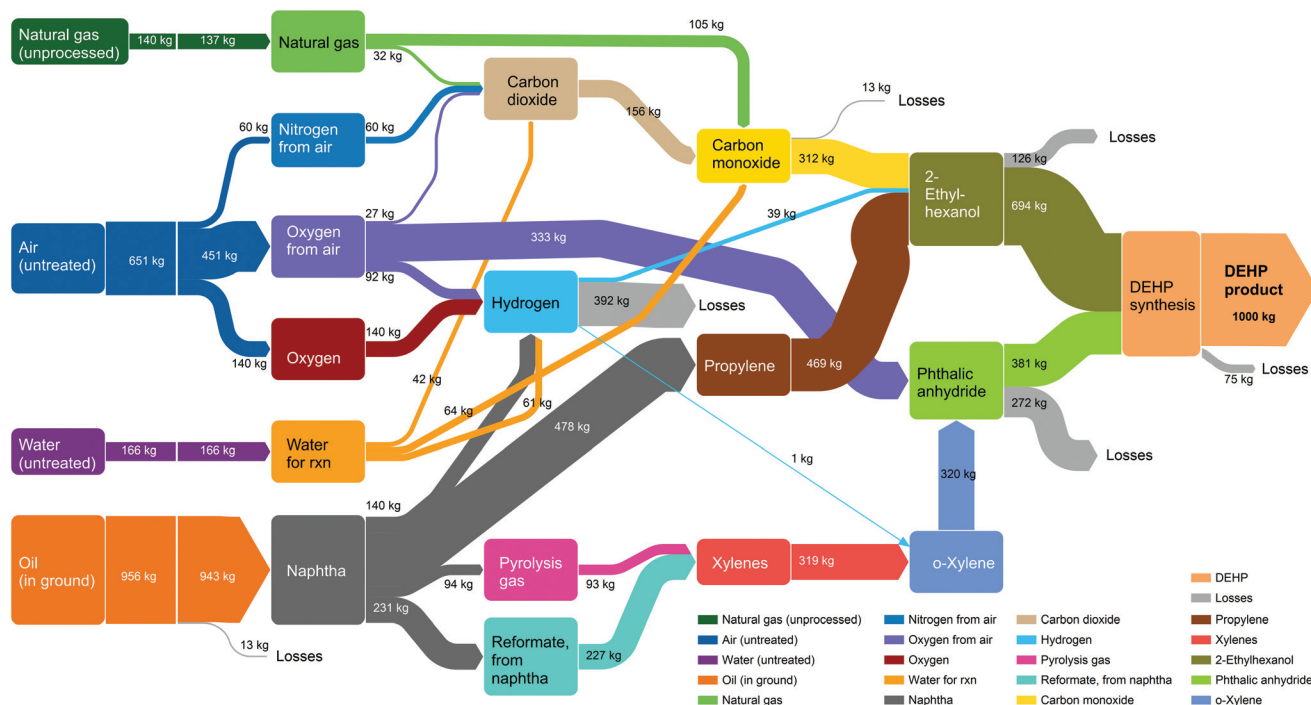 105 kg
Natural gas
(unprocessed)
140 kg
137 kg
Natural gas
32 kg
Carbon
dioxide
156 kg
13 kg
Losses
60 kg
Nitrogen
from air
60 kg
Carbon
monoxide
312 kg
Losses
126 kg
2-
Ethyl-
hexanol
694 kg
39 kg
27 kg
Air
(untreated)
651 kg
451 kg
Oxygen
from air
333 kg
92 kg
Hydrogen
392 kg
Losses
DEHP
synthesis
DEHP
product
1000 kg
Oxygen
140 kg
140 kg
42 kg
64 kg
61 kg
Propylene
469 kg
Phthalic
anhydride
381 kg
272 kg
75 kg
Losses
478 kg
Water
(untreated)
166 kg
166 kg
Water
for rxn
1 kg
Losses
320 kg
140 kg
Oil
(in ground)
956 kg
943 kg
Naphtha
94 kg
Pyrolysis
gas
93 kg
Xylenes
319 kg
o-Xylene
231 kg
13 kg
Losses
Reformate,
from
naphtha
227 kg
Natural gas (unprocessed)
Air (untreated)
Water (untreated)
Oil (in ground)
Natural gas
Nitrogen from air
Oxygen from air
Oxygen
Water for rxn
Naphtha
Carbon dioxide
Hydrogen
Pyrolysis gas
Reformate, from naphtha
Carbon monoxide
DEHP
Losses
Propylene
Xylenes
2-Ethylhexanol
Phthalic anhydride
o-Xylene